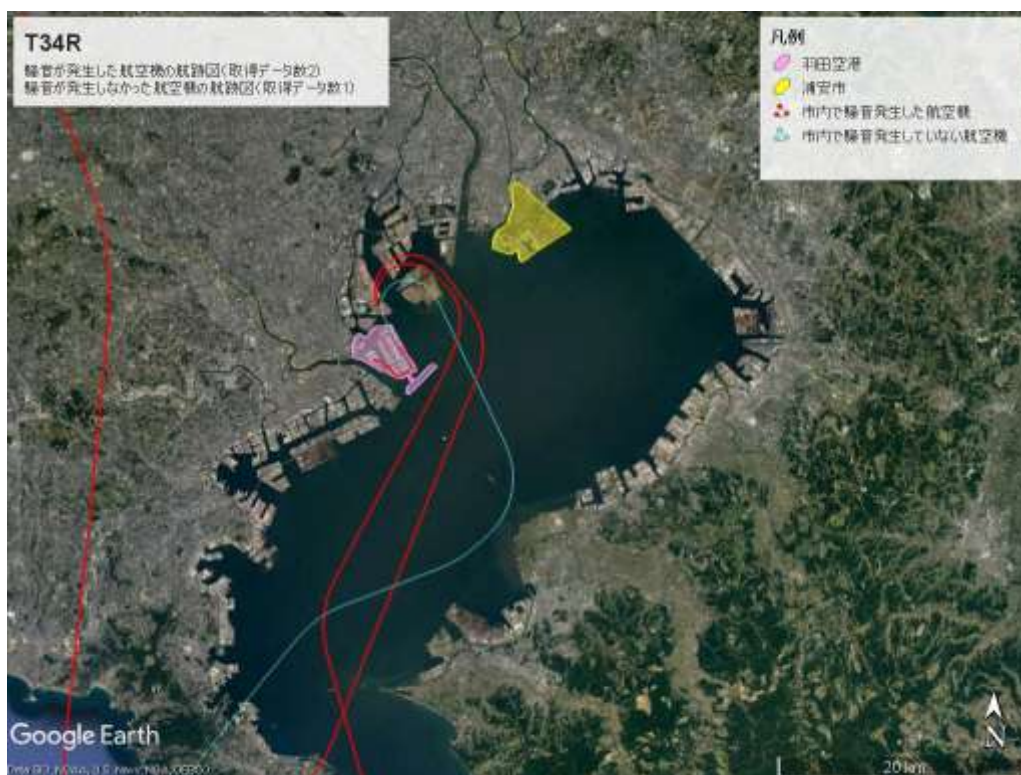 T34R
騒音が発生した航空機の航跡図(取得データ数2)
騒音が発生しなかった航空機の航跡図(取得データ数1)
凡例
羽田空港
浦安市
市内で騒音発生した航空機
市内で騒音発生していない航空機
Google Earth
N
20 km